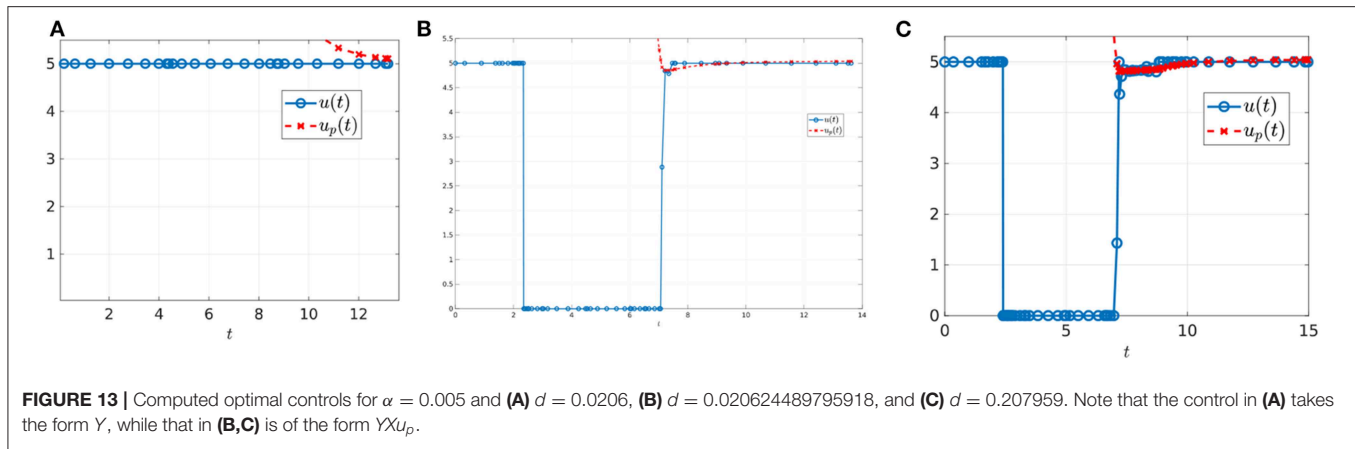 A
5
4
3
2
1
2
4
6
8
10
12
t
u(t)
u_p(t)
B
5.5
5
4.5
4
3.5
3
2.5
2
1.5
1
0.5
0
0
2
4
6
8
10
12
14
t
u(t)
u_p(t)
C
5
4
3
2
1
0
0
5
10
15
t
u(t)
u_p(t)
FIGURE 13 | Computed optimal controls for α = 0.005 and (A) d = 0.0206, (B) d = 0.020624489795918, and (C) d = 0.207959. Note that the control in (A) takes
the form Y, while that in (B,C) is of the form YXu_p.